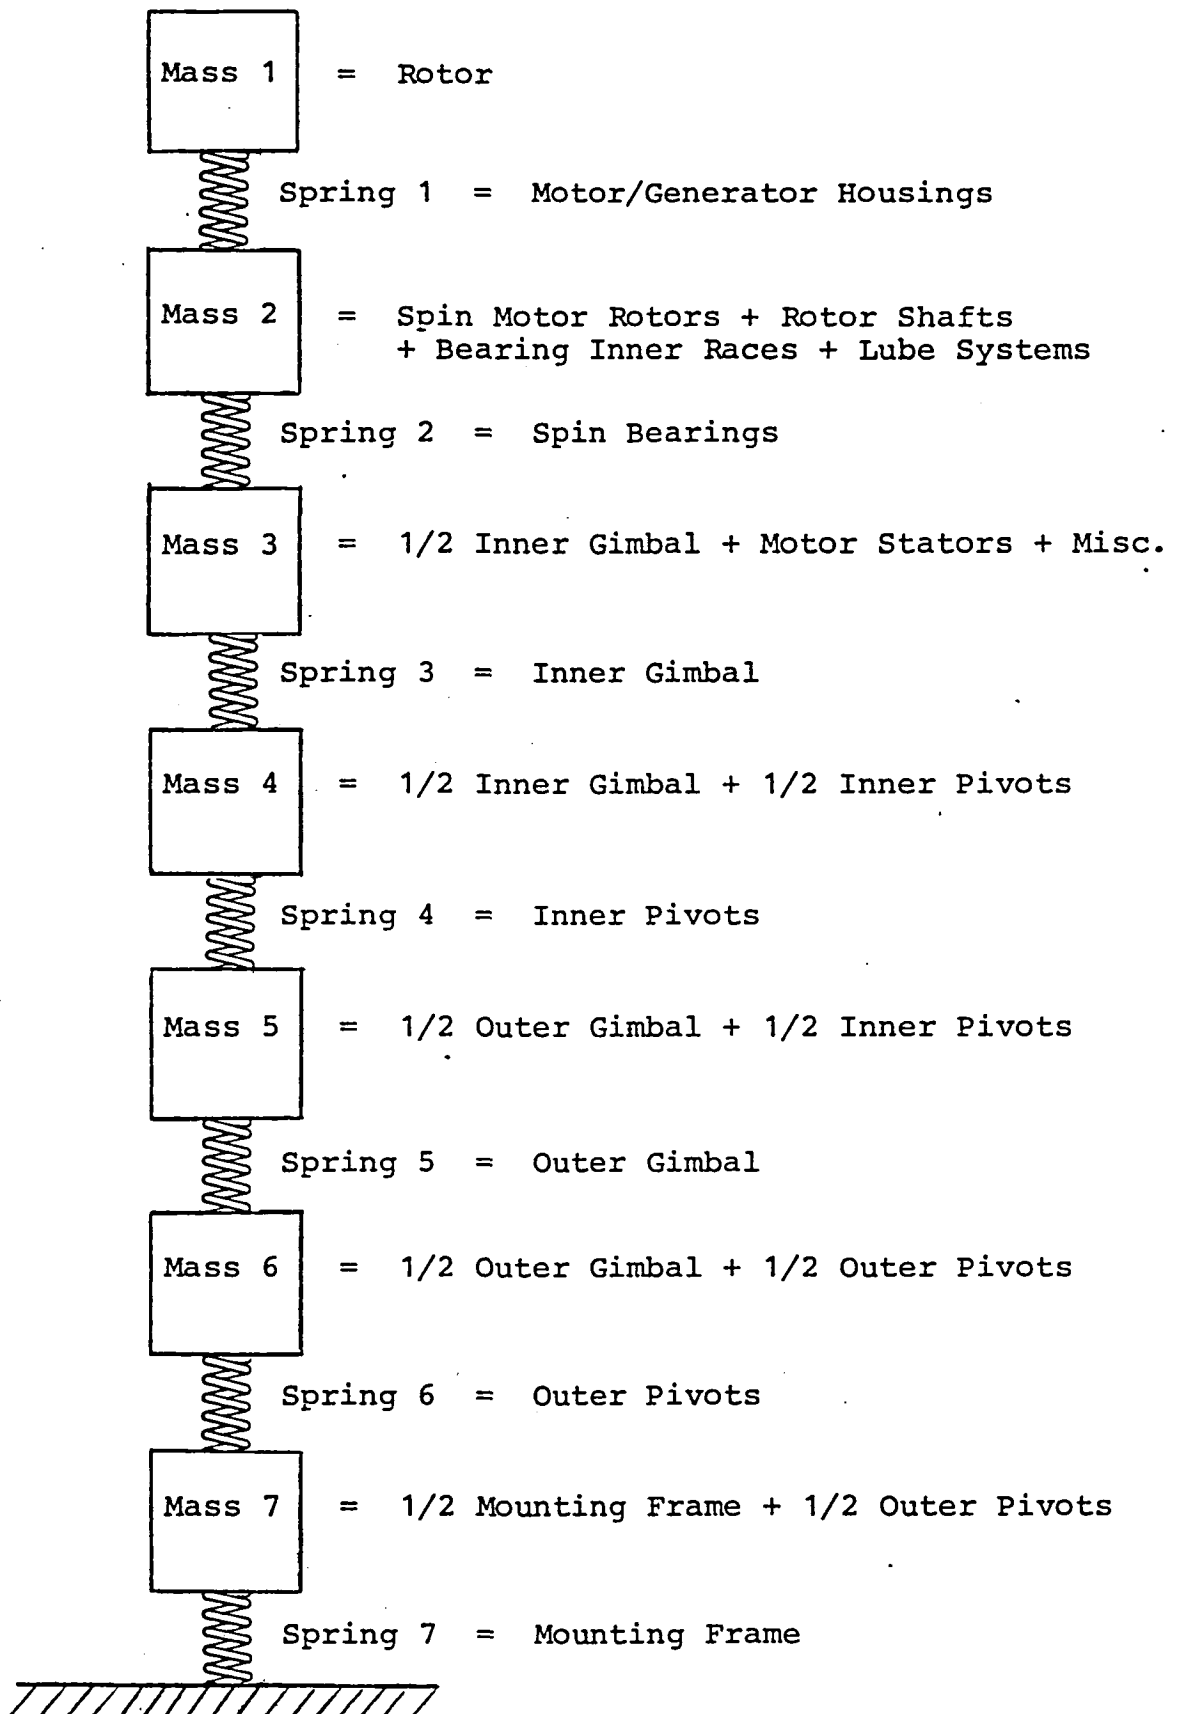 Mass 1 = Rotor
Spring 1 = Motor/Generator Housings
Mass 2 = Spin Motor Rotors + Rotor Shafts
+ Bearing Inner Races + Lube Systems
Spring 2 = Spin Bearings
Mass 3 = 1/2 Inner Gimbal + Motor Stators + Misc.
Spring 3 = Inner Gimbal
Mass 4 = 1/2 Inner Gimbal + 1/2 Inner Pivots
Spring 4 = Inner Pivots
Mass 5 = 1/2 Outer Gimbal + 1/2 Inner Pivots
Spring 5 = Outer Gimbal
Mass 6 = 1/2 Outer Gimbal + 1/2 Outer Pivots
Spring 6 = Outer Pivots
Mass 7 = 1/2 Mounting Frame + 1/2 Outer Pivots
Spring 7 = Mounting Frame